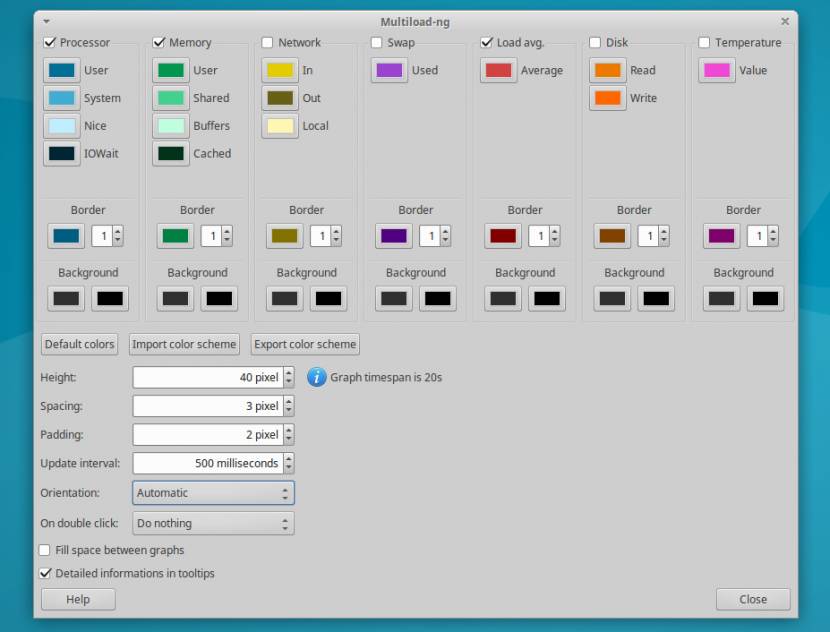 Multiload-ng
Processor Memory Network Swap Load avg. Disk Temperature
User User In Used Average Read Value
System Shared Out Write
Nice Buffers Local
IOWait Cached
Border Border Border Border Border Border Border
1 1 1 1 1 1 1
Background Background Background Background Background Background Background
Default colors Import color scheme Export color scheme
Height: 40 pixel i Graph timespan is 20s
Spacing: 3 pixel
Padding: 2 pixel
Update interval: 500 milliseconds
Orientation: Automatic
On double click: Do nothing
Fill space between graphs
Detailed informations in tooltips
Help Close